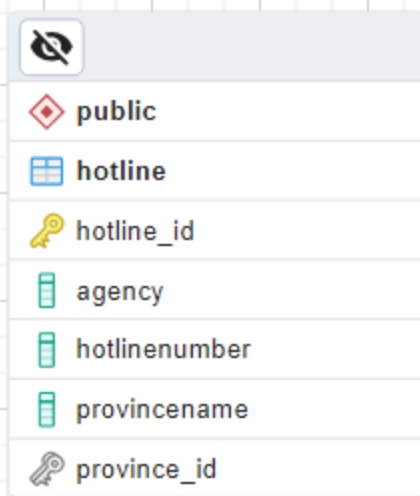 public
hotline
hotline_id
agency
hotlinenumber
provincename
province_id